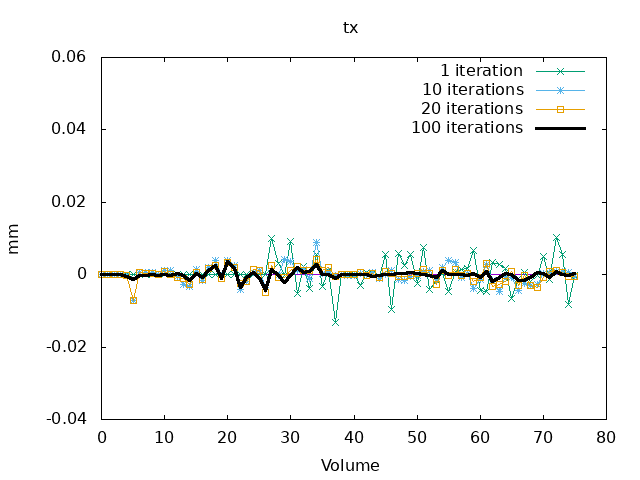 tx
0.06
0.04
0.02
0
-0.02
-0.04
mm
1 iteration
10 iterations
20 iterations
100 iterations
0 10 20 30 40 50 60 70 80
Volume